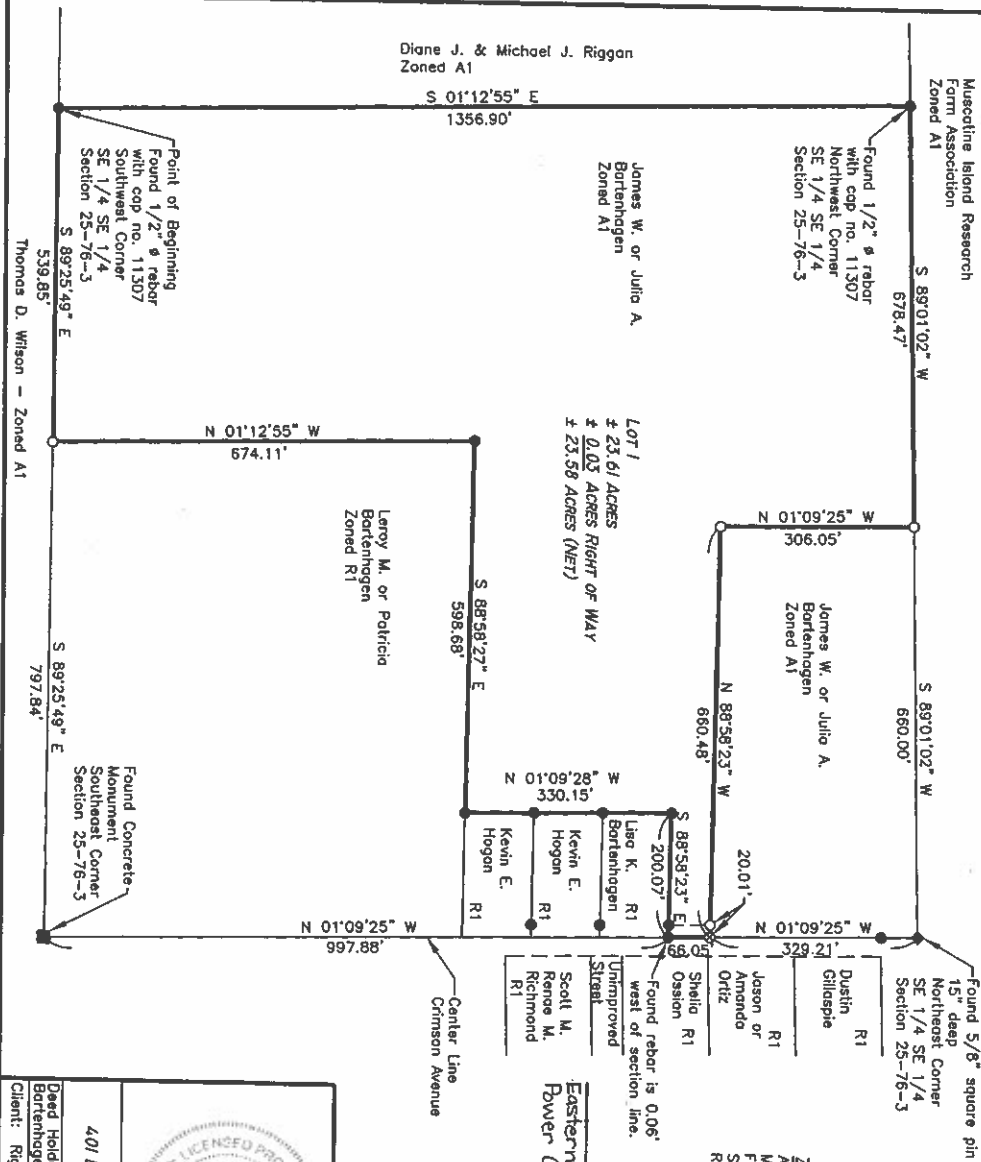 Muscatine Island Research
Farm Association
Zoned A1
S 89°01'02" W
678.47'
S 89°01'02" W
660.00'
Found 5/8" square pin
15" deep
Northeast Corner
SE 1/4 SE 1/4
Section 25-76-3
Found 1/2" ø rebar
with cap no. 11307
Northwest Corner
SE 1/4 SE 1/4
Section 25-76-3
Diane J. & Michael J. Riggan
Zoned A1
S 01°12'55" E
1356.90'
James W. or Julia A.
Bartenhagen
Zoned A1
N 01°09'25" W
306.05'
James W. or Julia A.
Bartenhagen
Zoned A1
N 88°58'23" W
660.48'
20.01'
N 01°09'25" W
329.21'
Dustin R1
Gillaspie
Jason or R1
Amanda
Ortiz
Shelia R1
Ossian
66.05
Found rebar is 0.06'
west of section line.
Unimproved
Street
Scott M.
Renae M.
Richmond
R1
LOT 1
± 23.61 ACRES
± 0.03 ACRES RIGHT OF WAY
± 23.58 ACRES (NET)
S 88°58'23" E
200.07'
Lisa K. R1
Bartenhagen
Kevin E.
Hogan R1
Kevin E.
Hogan R1
N 01°09'28" W
330.15'
S 88°58'27" E
598.68'
N 01°12'55" W
674.11'
Leroy M. or Patricia
Bartenhagen
Zoned R1
N 01°09'25" W
997.88'
Center Line
Crimson Avenue
Point of Beginning
Found 1/2" ø rebar
with cap no. 11307
Southwest Corner
SE 1/4 SE 1/4
Section 25-76-3
S 89°25'49" E
539.85'
Thomas D. Wilson - Zoned A1
S 89°25'49" E
797.84'
Found Concrete
Monument
Southeast Corner
Section 25-76-3
Eastern
Power
LICENSED
401
Deed Hold
Bartenhage
Client: